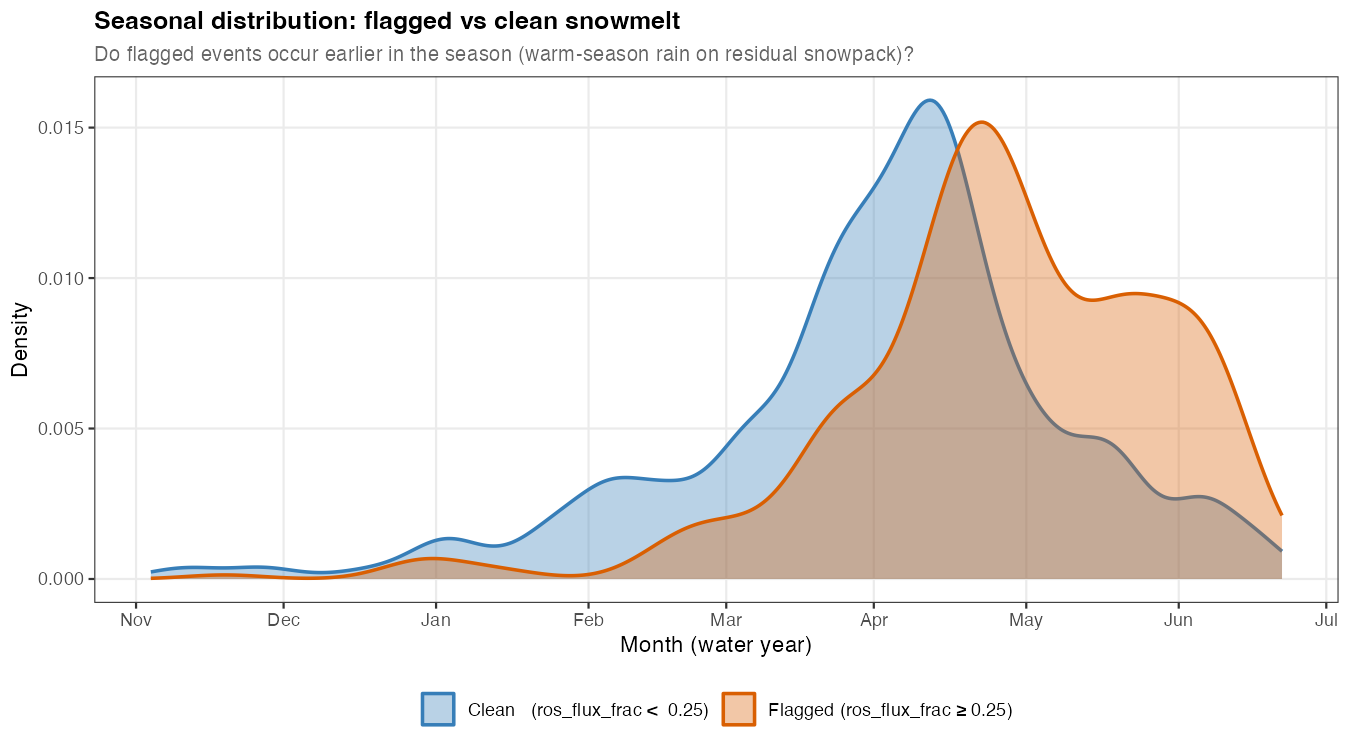 Seasonal distribution: flagged vs clean snowmelt
Do flagged events occur earlier in the season (warm-season rain on residual snowpack)?
Density
0.015
0.010
0.005
0.000
Nov Dec Jan Feb Mar Apr May Jun Jul
Month (water year)
Clean (ros_flux_frac < 0.25) Flagged (ros_flux_frac ≥ 0.25)